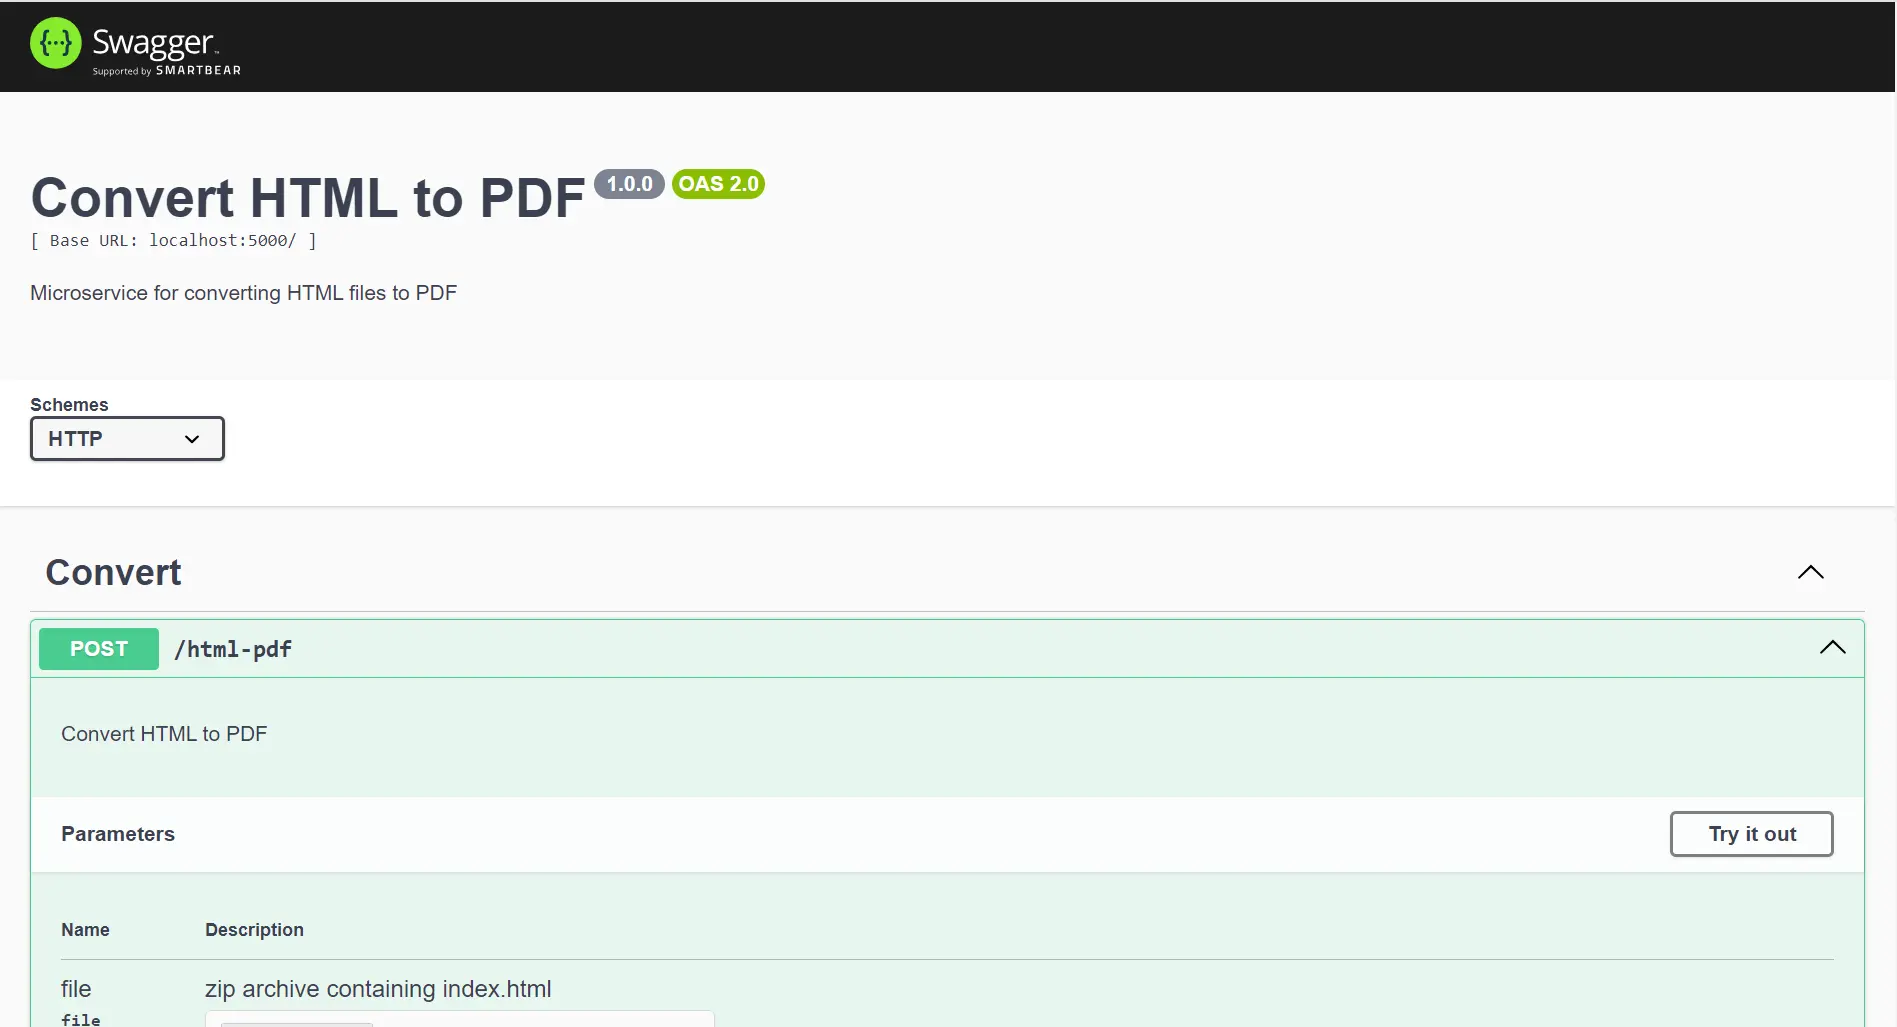 {···} Swagger™
Supported by SMARTBEAR
Convert HTML to PDF 1.0.0 OAS 2.0
[ Base URL: localhost:5000/ ]
Microservice for converting HTML files to PDF
Schemes
HTTP
Convert
POST /html-pdf
Convert HTML to PDF
Parameters
Try it out
Name Description
file zip archive containing index.html
file